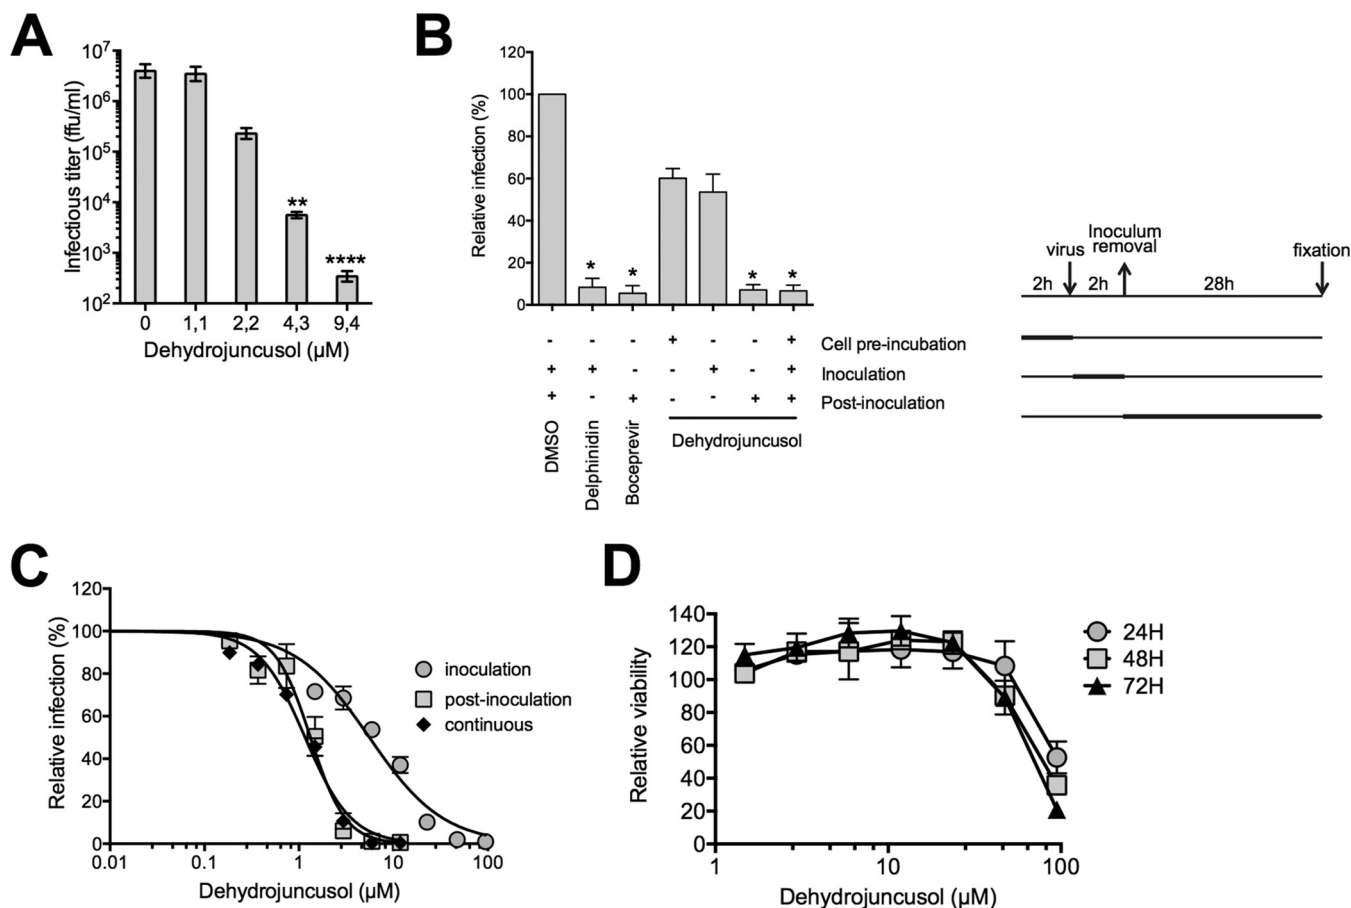 A
Infectious titer (ffu/ml)
10⁷
10⁶
10⁵
10⁴
10³
10²
**
****
0 1,1 2,2 4,3 9,4
Dehydrojuncusol (µM)
B
Relative infection (%)
120
100
80
60
40
20
0
* * * *
- - - + - - + Cell pre-incubation
+ + - - + - + Inoculation
+ - + - - + + Post-inoculation
DMSO
Delphinidin
Boceprevir
Dehydrojuncusol
virus
Inoculum
removal
fixation
2h 2h 28h
C
Relative infection (%)
120
100
80
60
40
20
0
0.01 0.1 1 10 100
Dehydrojuncusol (µM)
inoculation
post-inoculation
continuous
D
Relative viability
140
120
100
80
60
40
20
0
1 10 100
Dehydrojuncusol (µM)
24H
48H
72H